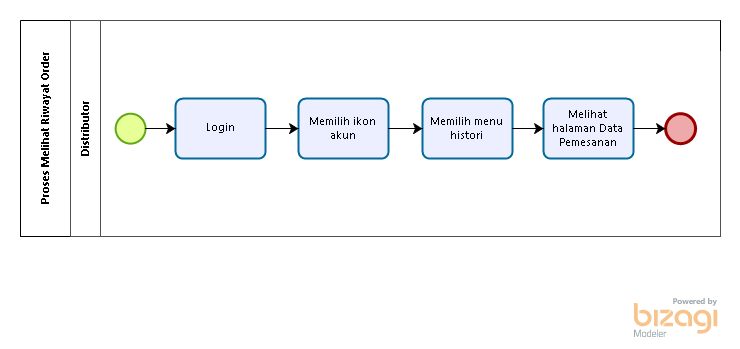 Proses Melihat Riwayat Order
Distributor
Login
Memilih ikon
akun
Memilih menu
histori
Melihat
halaman Data
Pemesanan
Powered by
bizagi
Modeler